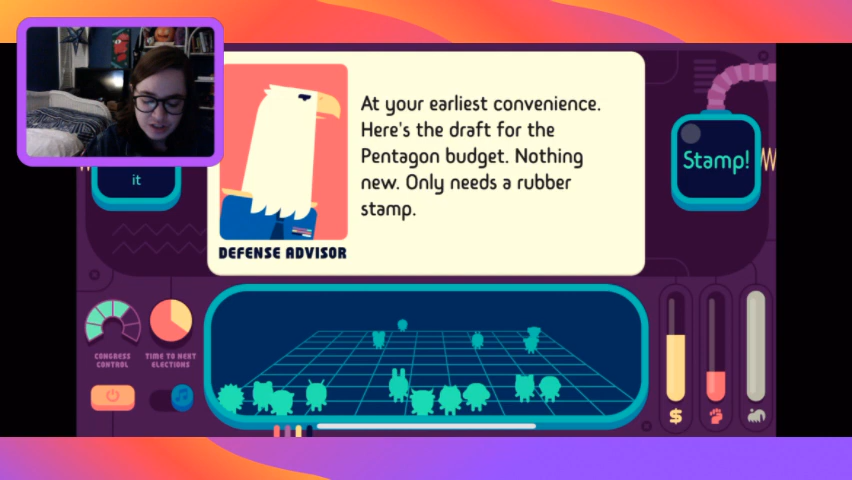 At your earliest convenience.
Here's the draft for the
Pentagon budget. Nothing
new. Only needs a rubber
stamp.
DEFENSE ADVISOR
it
Stamp!
CONGRESS
CONTROL
TIME TO NEXT
ELECTIONS
$